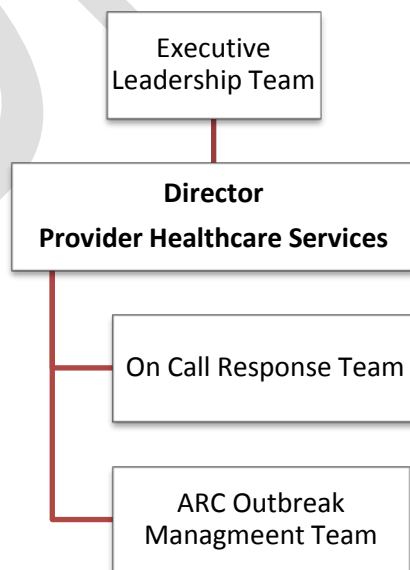 Executive
Leadership Team
Director
Provider Healthcare Services
On Call Response Team
ARC Outbreak
Managmeent Team